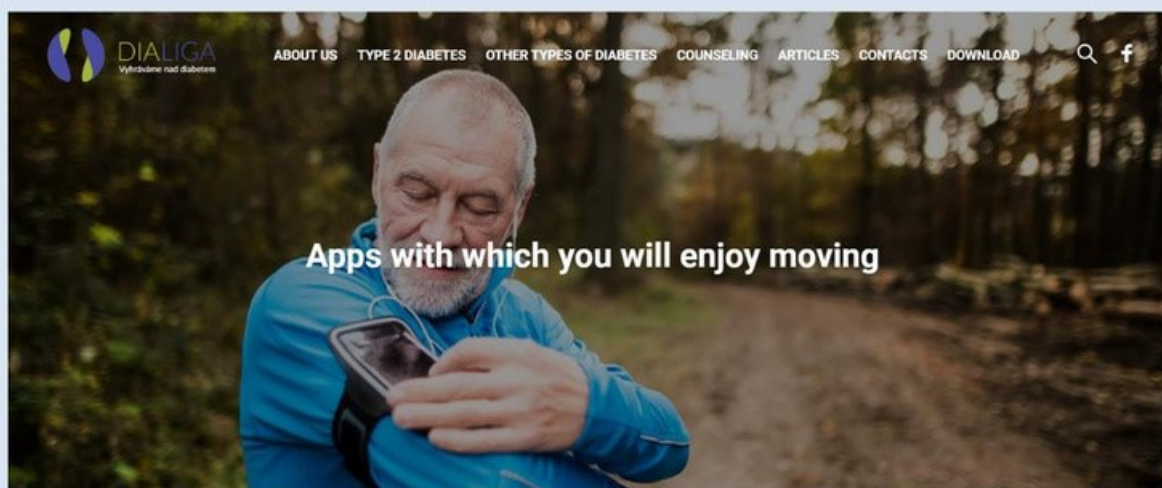 DIALIGA
Vyhráváme nad diabetem
ABOUT US TYPE 2 DIABETES OTHER TYPES OF DIABETES COUNSELING ARTICLES CONTACTS DOWNLOAD
Apps with which you will enjoy moving